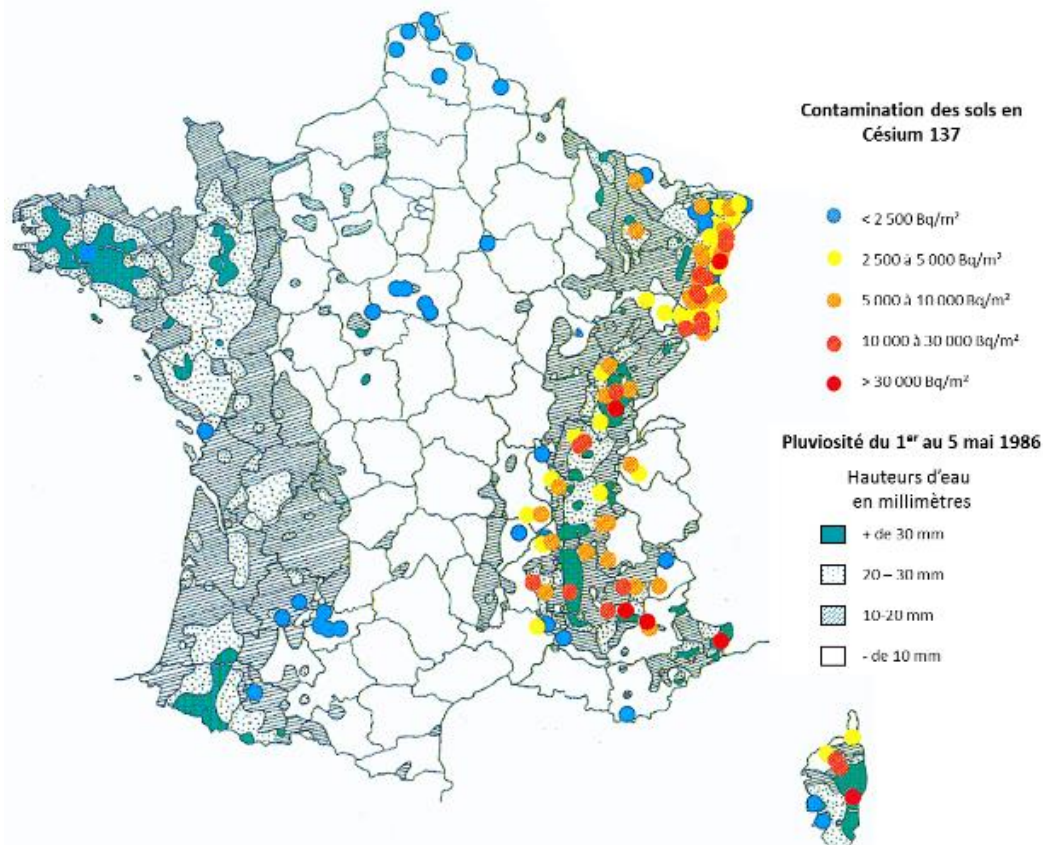 Contamination des sols en
Césium 137
< 2 500 Bq/m²
2 500 à 5 000 Bq/m²
5 000 à 10 000 Bq/m²
10 000 à 30 000 Bq/m²
> 30 000 Bq/m²
Pluviosité du 1er au 5 mai 1986
Hauteurs d'eau
en millimètres
+ de 30 mm
20 – 30 mm
10-20 mm
- de 10 mm